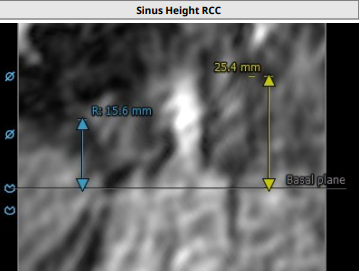 Sinus Height RCC
25.4 mm
R: 15.6 mm
Basal plane